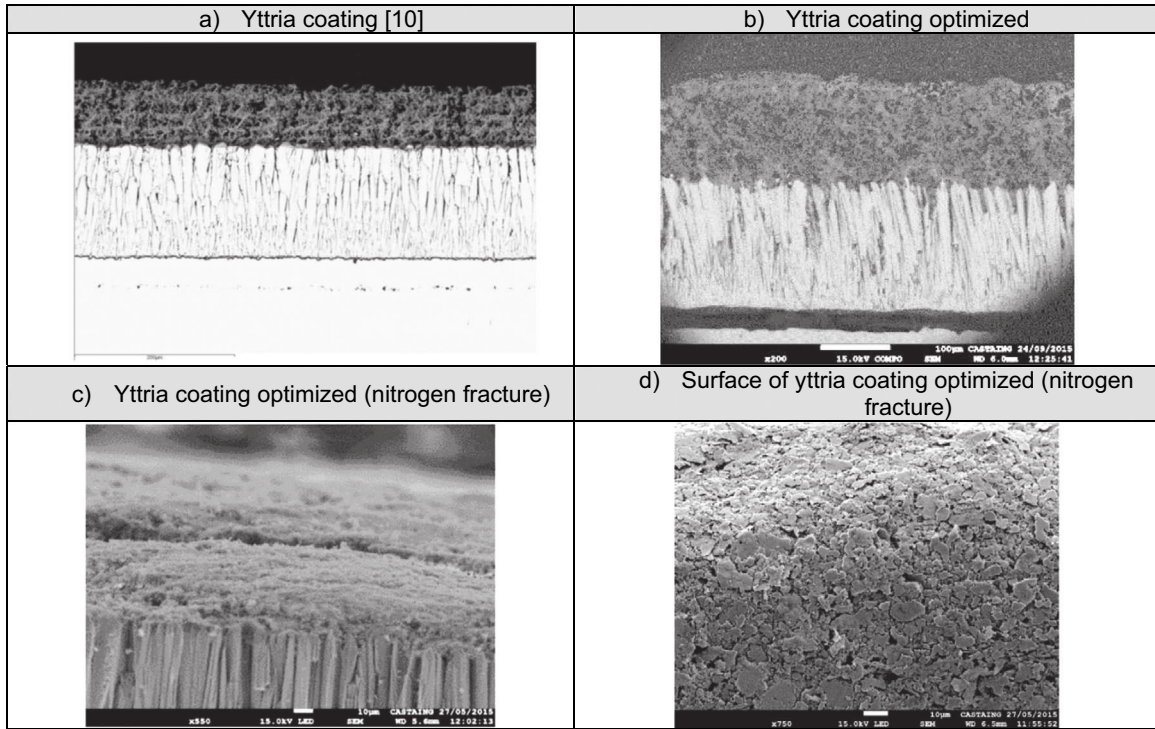 a) Yttria coating [10]
b) Yttria coating optimized
200µm
100µm CASTAING 24/09/2015
x200 15.0kV COMPO SEM WD 6.0mm 12:25:41
c) Yttria coating optimized (nitrogen fracture)
d) Surface of yttria coating optimized (nitrogen
fracture)
10µm CASTAING 27/05/2015
x550 15.0kV LED SEM WD 5.6mm 12:02:13
10µm CASTAING 27/05/2015
x750 15.0kV LED SEM WD 6.5mm 11:55:52